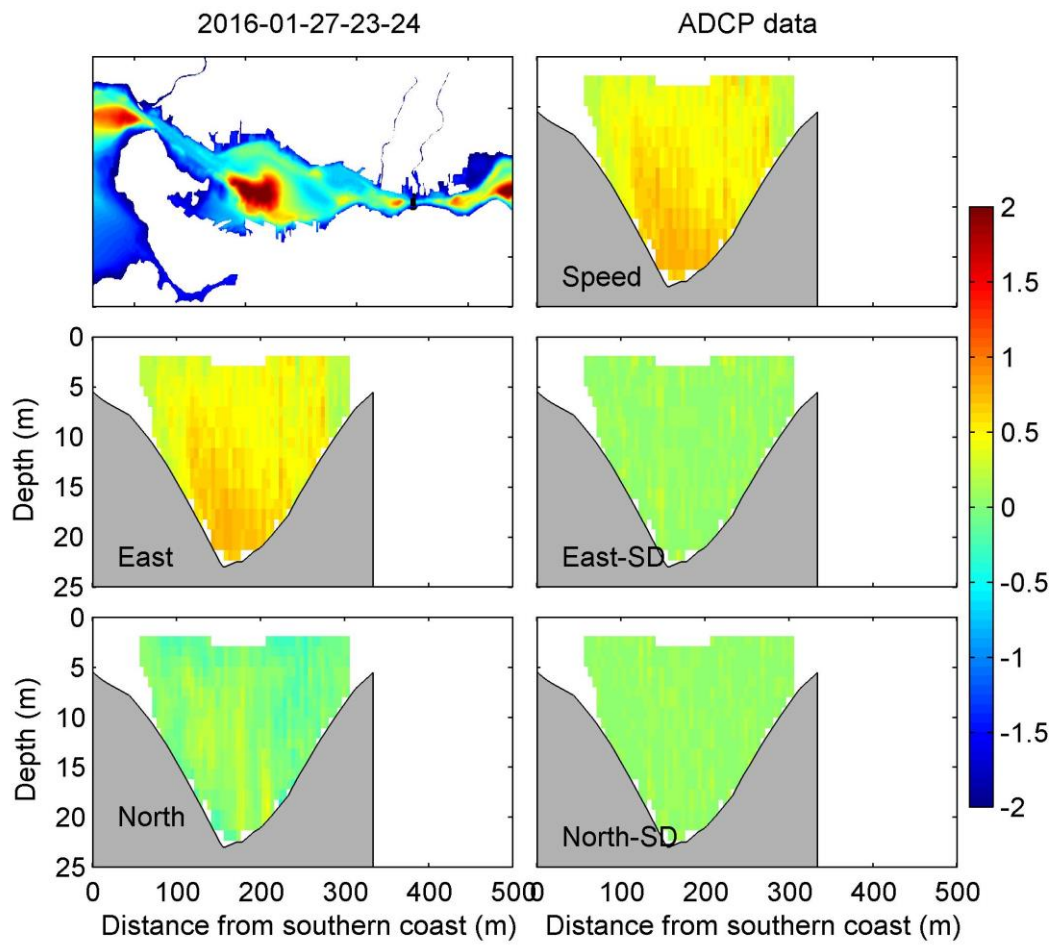 2016-01-27-23-24
ADCP data
Speed
2
1.5
1
0.5
0
-0.5
-1
-1.5
-2
0
5
10
15
20
25
Depth (m)
East
East-SD
0
5
10
15
20
25
Depth (m)
North
North-SD
0 100 200 300 400 500
0 100 200 300 400 500
Distance from southern coast (m)
Distance from southern coast (m)